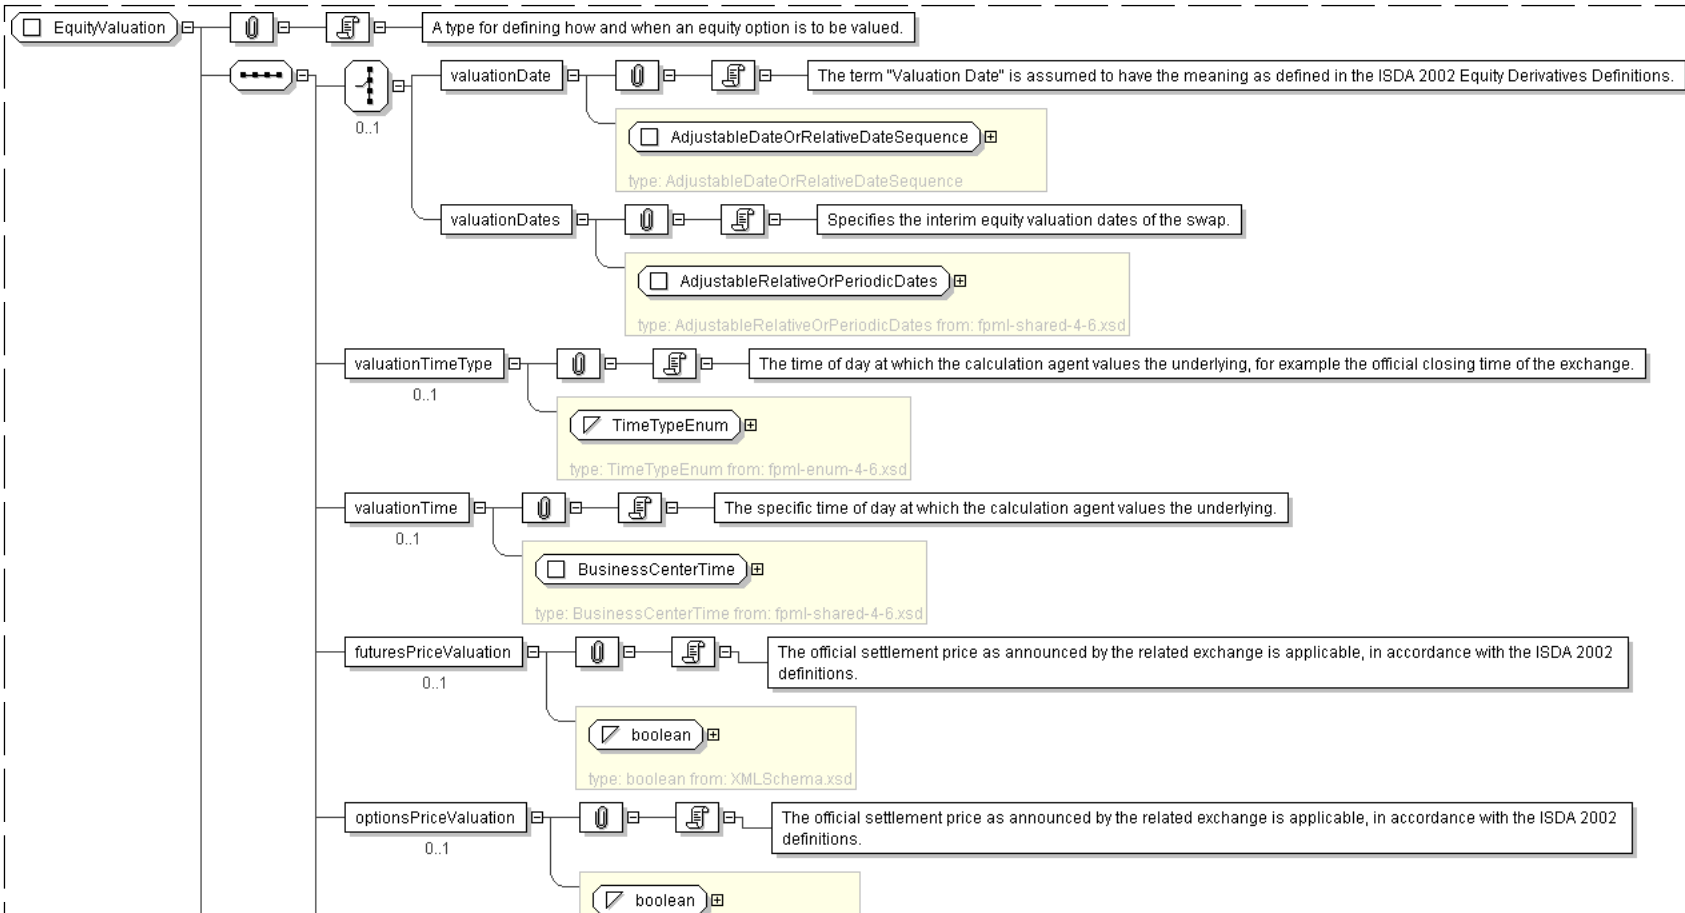 EquityValuation
A type for defining how and when an equity option is to be valued.
0..1
valuationDate
The term "Valuation Date" is assumed to have the meaning as defined in the ISDA 2002 Equity Derivatives Definitions.
AdjustableDateOrRelativeDateSequence
type: AdjustableDateOrRelativeDateSequence
valuationDates
Specifies the interim equity valuation dates of the swap.
AdjustableRelativeOrPeriodicDates
type: AdjustableRelativeOrPeriodicDates from: fpml-shared-4-6.xsd
valuationTimeType
0..1
The time of day at which the calculation agent values the underlying, for example the official closing time of the exchange.
TimeTypeEnum
type: TimeTypeEnum from: fpml-enum-4-6.xsd
valuationTime
0..1
The specific time of day at which the calculation agent values the underlying.
BusinessCenterTime
type: BusinessCenterTime from: fpml-shared-4-6.xsd
futuresPriceValuation
0..1
The official settlement price as announced by the related exchange is applicable, in accordance with the ISDA 2002
definitions.
boolean
type: boolean from: XMLSchema.xsd
optionsPriceValuation
0..1
The official settlement price as announced by the related exchange is applicable, in accordance with the ISDA 2002
definitions.
boolean